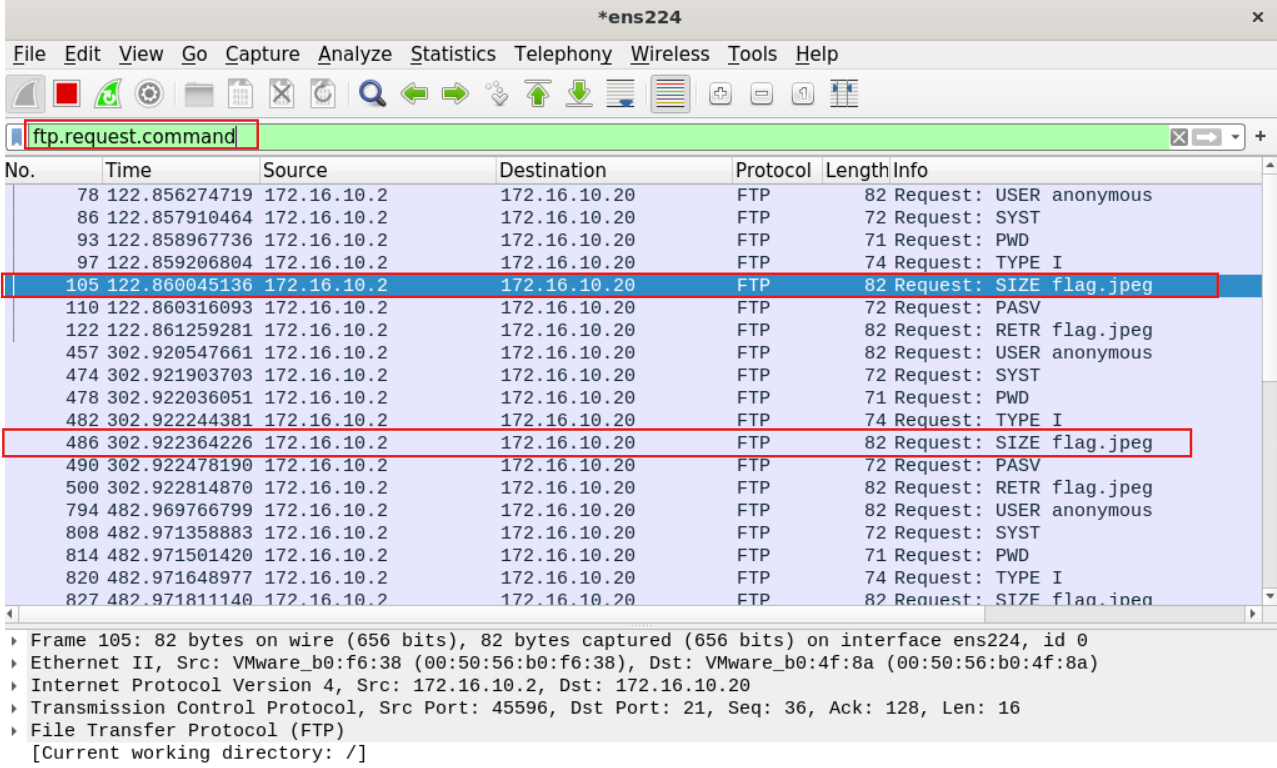 *ens224 ×
File Edit View Go Capture Analyze Statistics Telephony Wireless Tools Help
ftp.request.command
No. Time Source Destination Protocol Length Info
78 122.856274719 172.16.10.2 172.16.10.20 FTP 82 Request: USER anonymous
86 122.857910464 172.16.10.2 172.16.10.20 FTP 72 Request: SYST
93 122.858967736 172.16.10.2 172.16.10.20 FTP 71 Request: PWD
97 122.859206804 172.16.10.2 172.16.10.20 FTP 74 Request: TYPE I
105 122.860045136 172.16.10.2 172.16.10.20 FTP 82 Request: SIZE flag.jpeg
110 122.860316093 172.16.10.2 172.16.10.20 FTP 72 Request: PASV
122 122.861259281 172.16.10.2 172.16.10.20 FTP 82 Request: RETR flag.jpeg
457 302.920547661 172.16.10.2 172.16.10.20 FTP 82 Request: USER anonymous
474 302.921903703 172.16.10.2 172.16.10.20 FTP 72 Request: SYST
478 302.922036051 172.16.10.2 172.16.10.20 FTP 71 Request: PWD
482 302.922244381 172.16.10.2 172.16.10.20 FTP 74 Request: TYPE I
486 302.922364226 172.16.10.2 172.16.10.20 FTP 82 Request: SIZE flag.jpeg
490 302.922478190 172.16.10.2 172.16.10.20 FTP 72 Request: PASV
500 302.922814870 172.16.10.2 172.16.10.20 FTP 82 Request: RETR flag.jpeg
794 482.969766799 172.16.10.2 172.16.10.20 FTP 82 Request: USER anonymous
808 482.971358883 172.16.10.2 172.16.10.20 FTP 72 Request: SYST
814 482.971501420 172.16.10.2 172.16.10.20 FTP 71 Request: PWD
820 482.971648977 172.16.10.2 172.16.10.20 FTP 74 Request: TYPE I
827 482.971811140 172.16.10.2 172.16.10.20 FTP 82 Request: SIZE flag.jpeg
Frame 105: 82 bytes on wire (656 bits), 82 bytes captured (656 bits) on interface ens224, id 0
Ethernet II, Src: VMware_b0:f6:38 (00:50:56:b0:f6:38), Dst: VMware_b0:4f:8a (00:50:56:b0:4f:8a)
Internet Protocol Version 4, Src: 172.16.10.2, Dst: 172.16.10.20
Transmission Control Protocol, Src Port: 45596, Dst Port: 21, Seq: 36, Ack: 128, Len: 16
File Transfer Protocol (FTP)
[Current working directory: /]